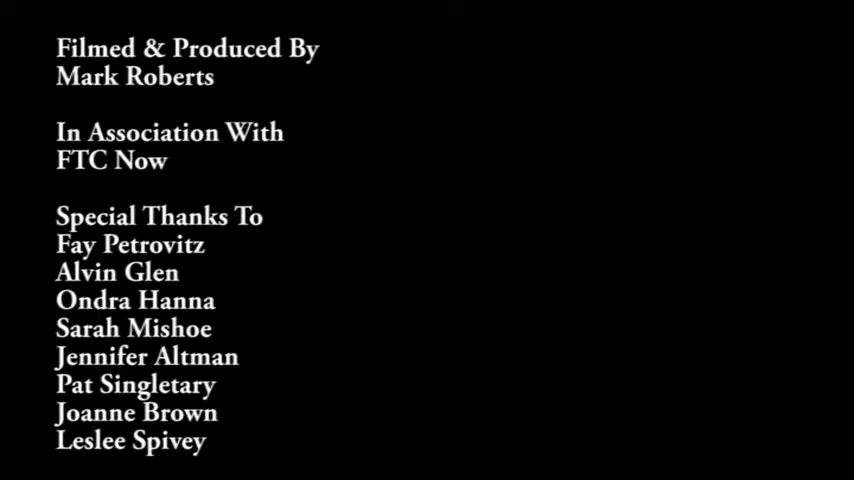 Filmed & Produced By
Mark Roberts
In Association With
FTC Now
Special Thanks To
Fay Petrovitz
Alvin Glen
Ondra Hanna
Sarah Mishoe
Jennifer Altman
Pat Singletary
Joanne Brown
Leslee Spivey